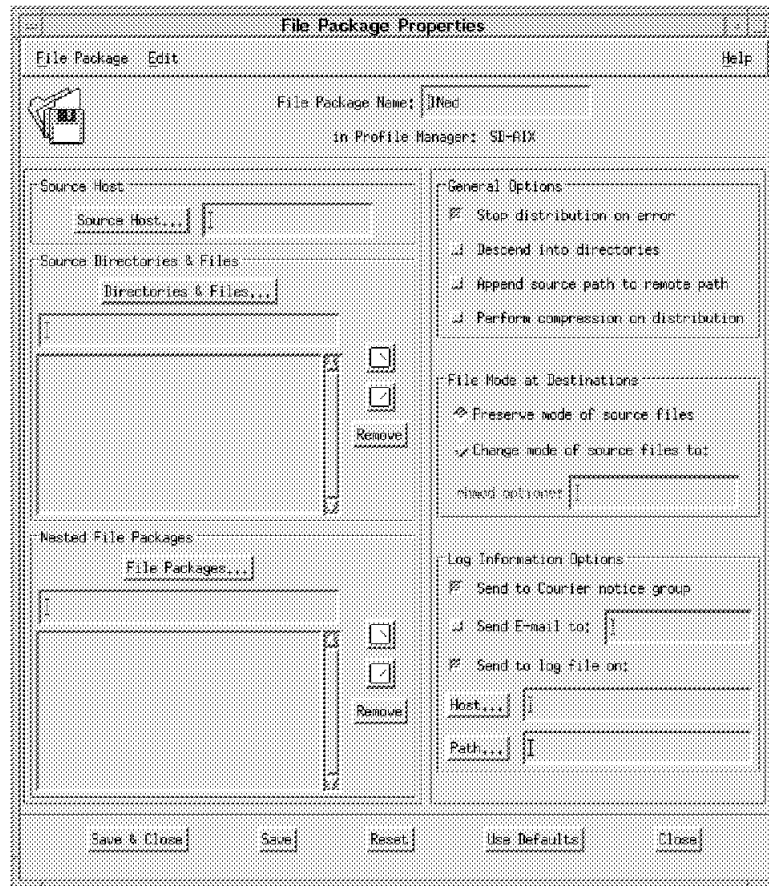 File Package Properties
File Package Edit Help
File Package Name: INed
in Profile Manager: SD-AIX
Source Host
Source Host...
Source Directories & Files
Directories & Files...
Remove
Nested File Packages
File Packages...
Remove
General Options
Stop distribution on error
Descend into directories
Append source path to remote path
Perform compression on distribution
File Mode at Destinations
Preserve mode of source files
Change mode of source files to:
chmod options:
Log Information Options
Send to Courier notice group
Send E-mail to:
Send to log file on:
Host...
Path...
Save & Close Save Reset Use Defaults Close